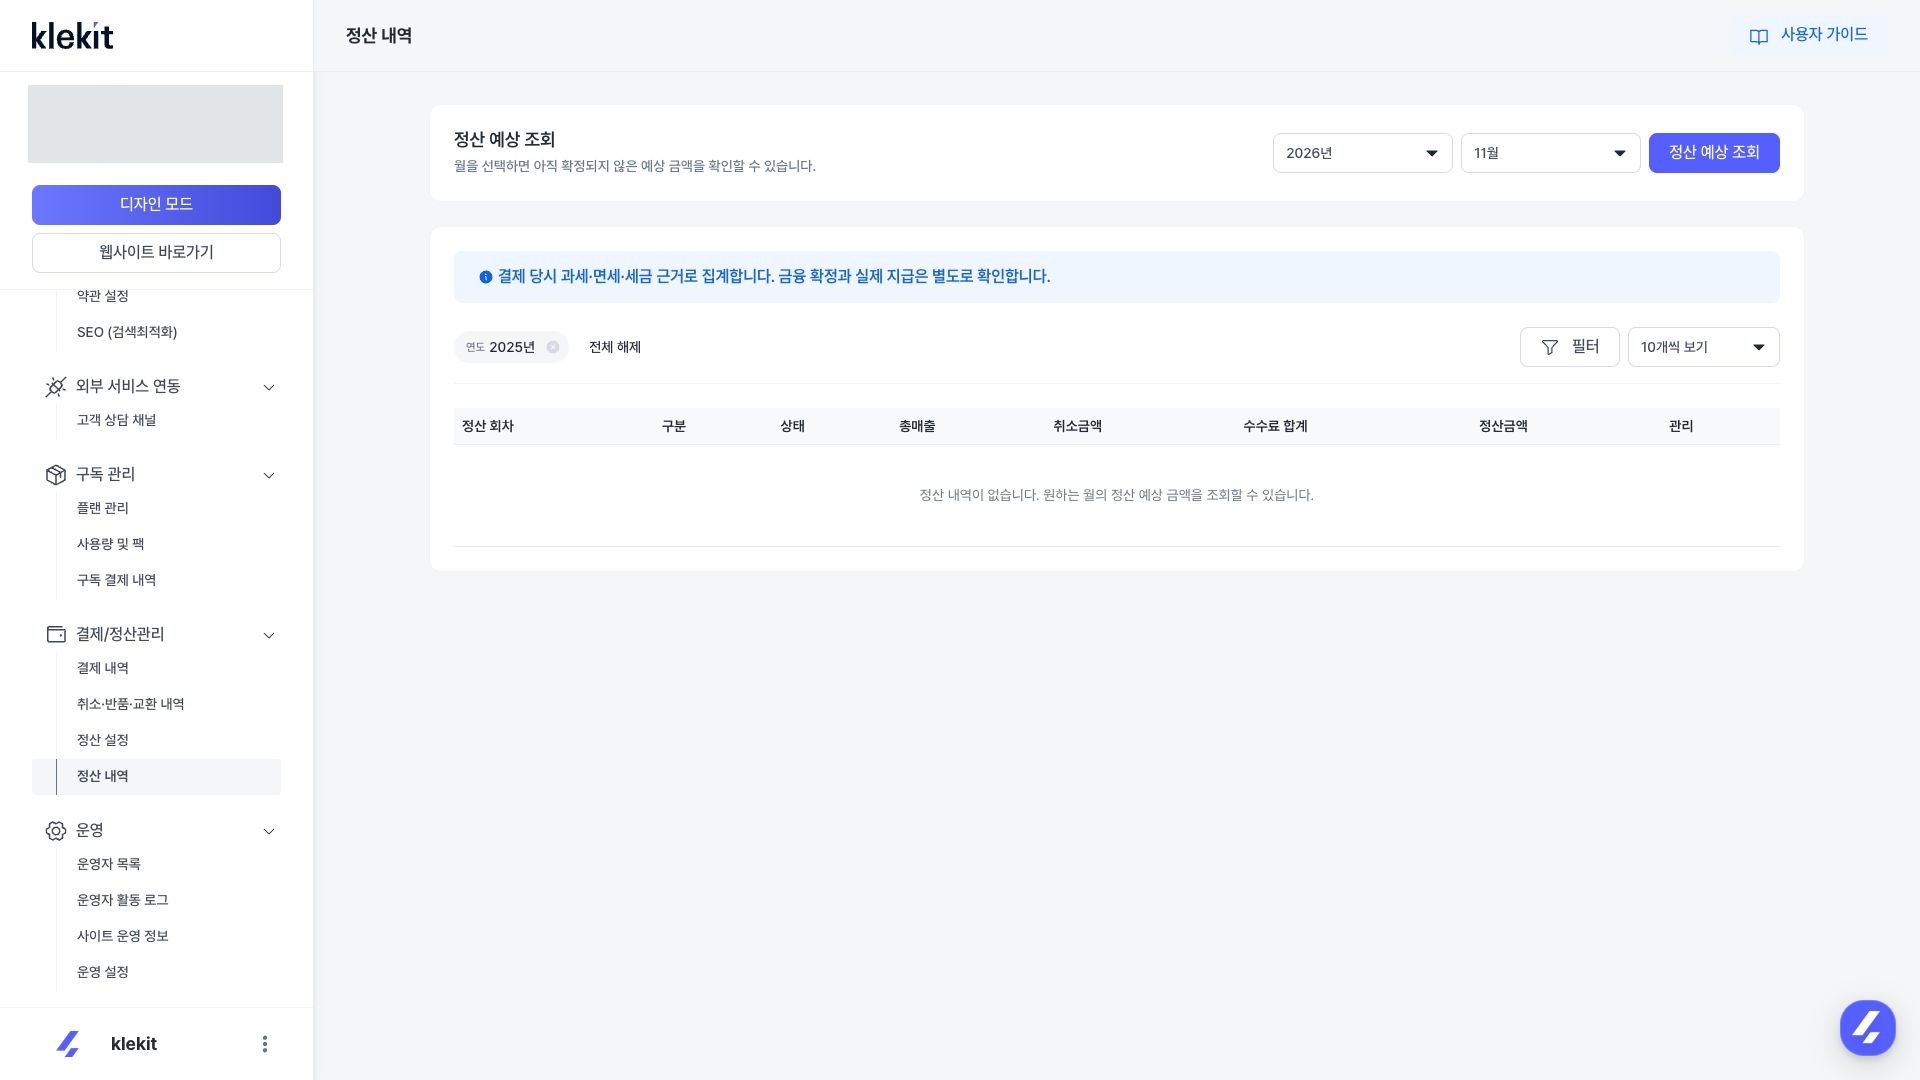 klekit
정산 내역
사용자 가이드
디자인 모드
웹사이트 바로가기
약관 설정
SEO (검색최적화)
외부 서비스 연동
고객 상담 채널
구독 관리
플랜 관리
사용량 및 팩
구독 결제 내역
결제/정산관리
결제 내역
취소·반품·교환 내역
정산 설정
정산 내역
운영
운영자 목록
운영자 활동 로그
사이트 운영 정보
운영 설정
klekit
정산 예상 조회
월을 선택하면 아직 확정되지 않은 예상 금액을 확인할 수 있습니다.
2026년
11월
정산 예상 조회
결제 당시 과세·면세·세금 근거로 집계합니다. 금융 확정과 실제 지급은 별도로 확인합니다.
연도 2025년
전체 해제
필터
10개씩 보기
정산 회차 구분 상태 총매출 취소금액 수수료 합계 정산금액 관리
정산 내역이 없습니다. 원하는 월의 정산 예상 금액을 조회할 수 있습니다.